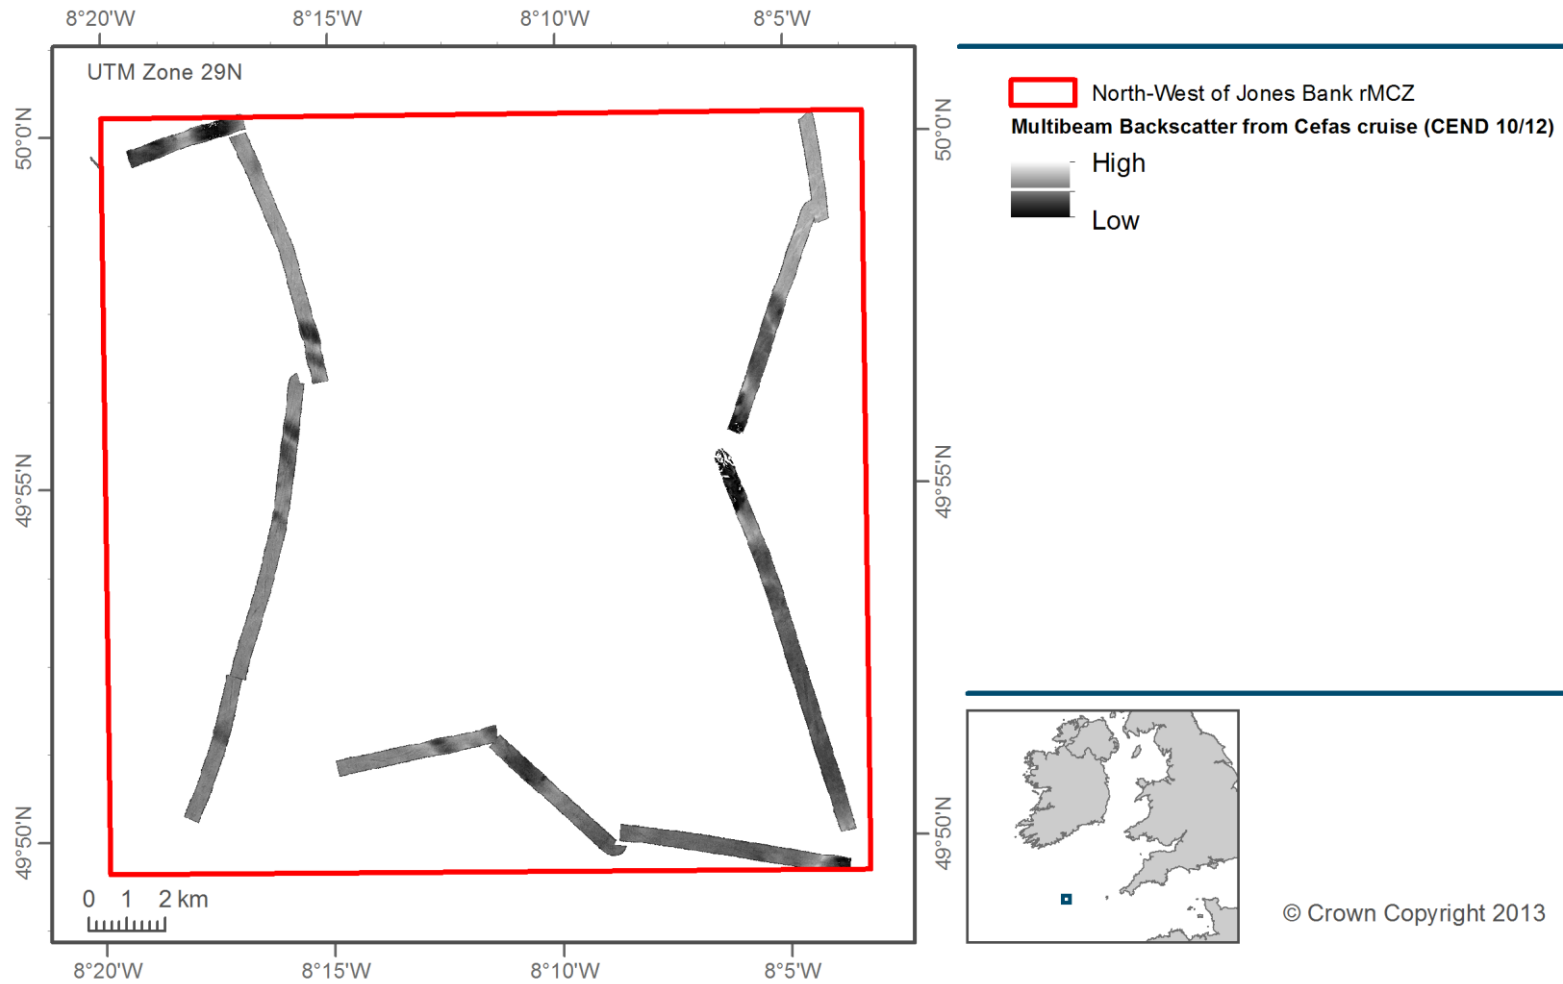 8°20'W 8°15'W 8°10'W 8°5'W
UTM Zone 29N
50°0'N
50°0'N
49°55'N
49°55'N
49°50'N
49°50'N
0 1 2 km
8°20'W 8°15'W 8°10'W 8°5'W
North-West of Jones Bank rMCZ
Multibeam Backscatter from Cefas cruise (CEND 10/12)
High
Low
© Crown Copyright 2013